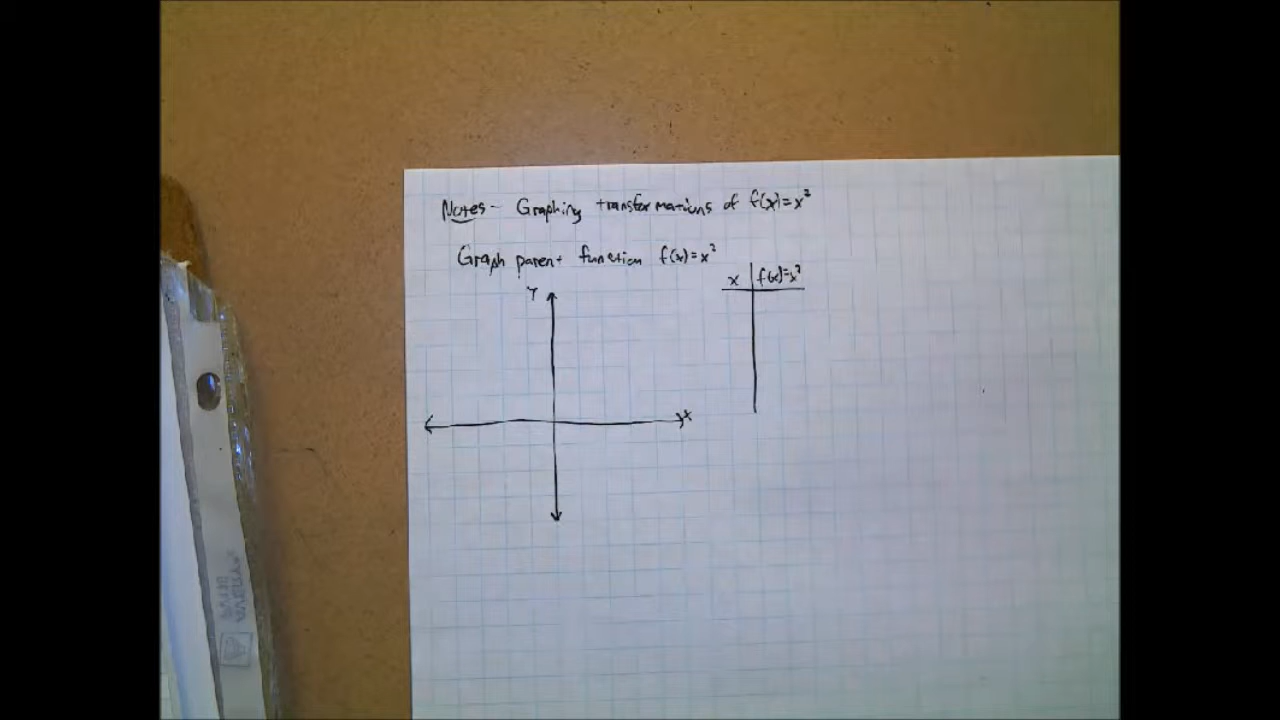 Notes - Graphing transformations of f(x)=x²
Graph parent function f(x)=x²
x f(x)=x²
y
x